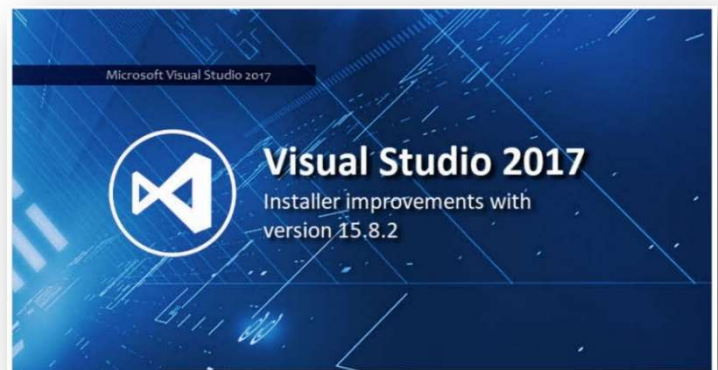 Microsoft Visual Studio 2017
Visual Studio 2017
Installer improvements with
version 15.8.2